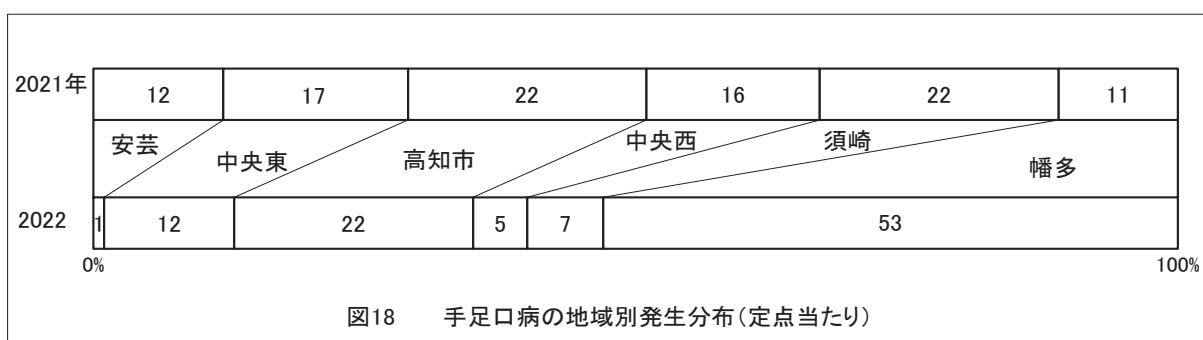 2021年 12 17 22 16 22 11
安芸 中央東 高知市 中央西 須崎 幡多
2022 1 12 22 5 7 53
0% 100%
図18 手足口病の地域別発生分布(定点当たり)